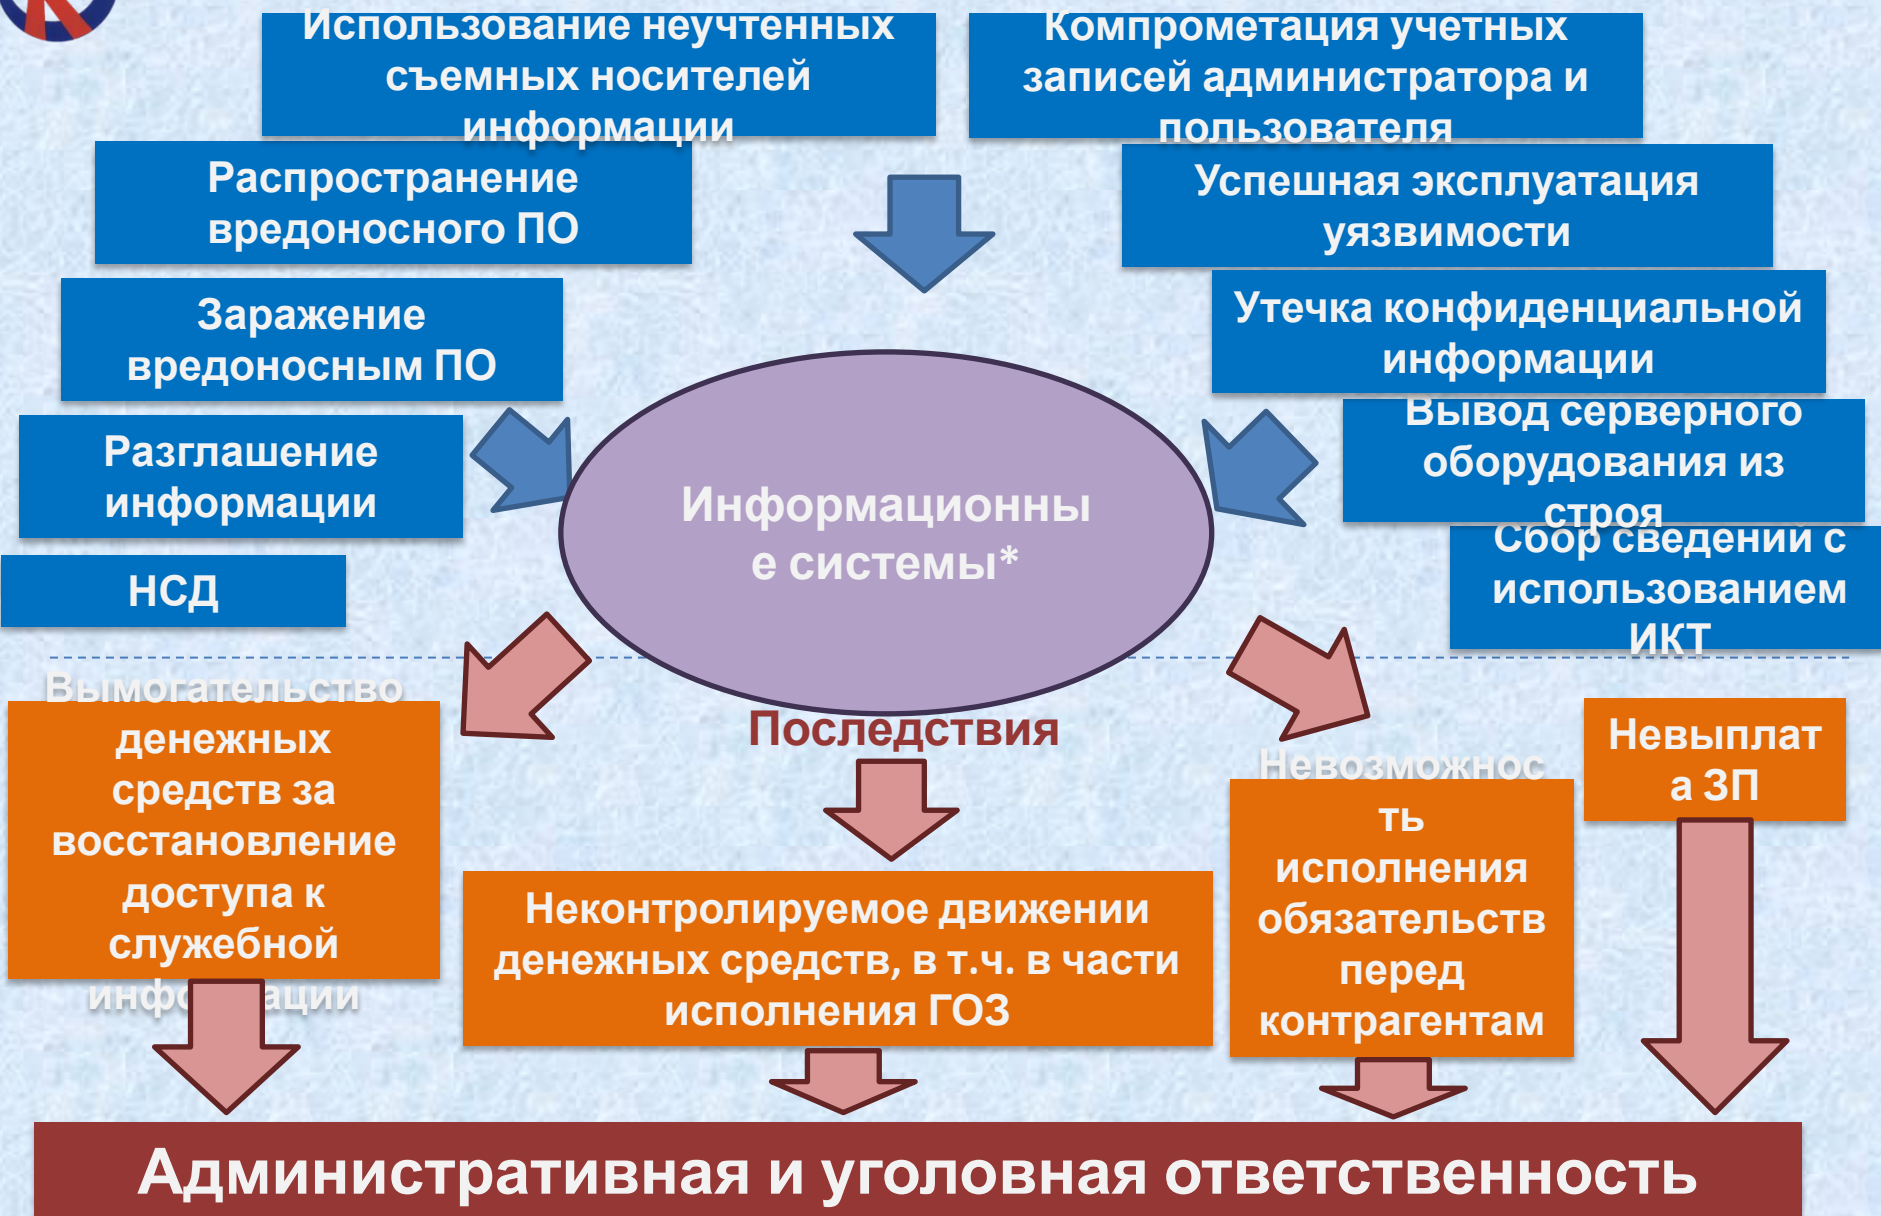 Использование неучтенных
съемных носителей
информации
Компрометация учетных
записей администратора и
пользователя
Распространение
вредоносного ПО
Успешная эксплуатация
уязвимости
Заражение
вредоносным ПО
Утечка конфиденциальной
информации
Разглашение
информации
Вывод серверного
оборудования из
строя
НСД
Сбор сведений с
использованием
ИКТ
Информационны
е системы*
Последствия
Вымогательство
денежных
средств за
восстановление
доступа к
служебной
Неконтролируемое движении
денежных средств, в т.ч. в части
исполнения ГОЗ
Невозможнос
ть
исполнения
обязательств
перед
контрагентам
Невыплат
а ЗП
Административная и уголовная ответственность